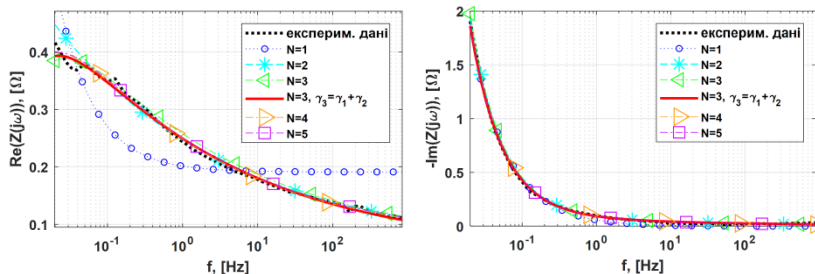 0.4
0.3
0.2
0.1
Re(Z(jω)), [Ω]
експерим. дані
N=1
N=2
N=3
N=3, γ3=γ1+γ2
N=4
N=5
10-1
100
101
102
f, [Hz]
2
1.5
1
0.5
0
-Im(Z(jω)), [Ω]
експерим. дані
N=1
N=2
N=3
N=3, γ3=γ1+γ2
N=4
N=5
10-1
100
101
102
f, [Hz]